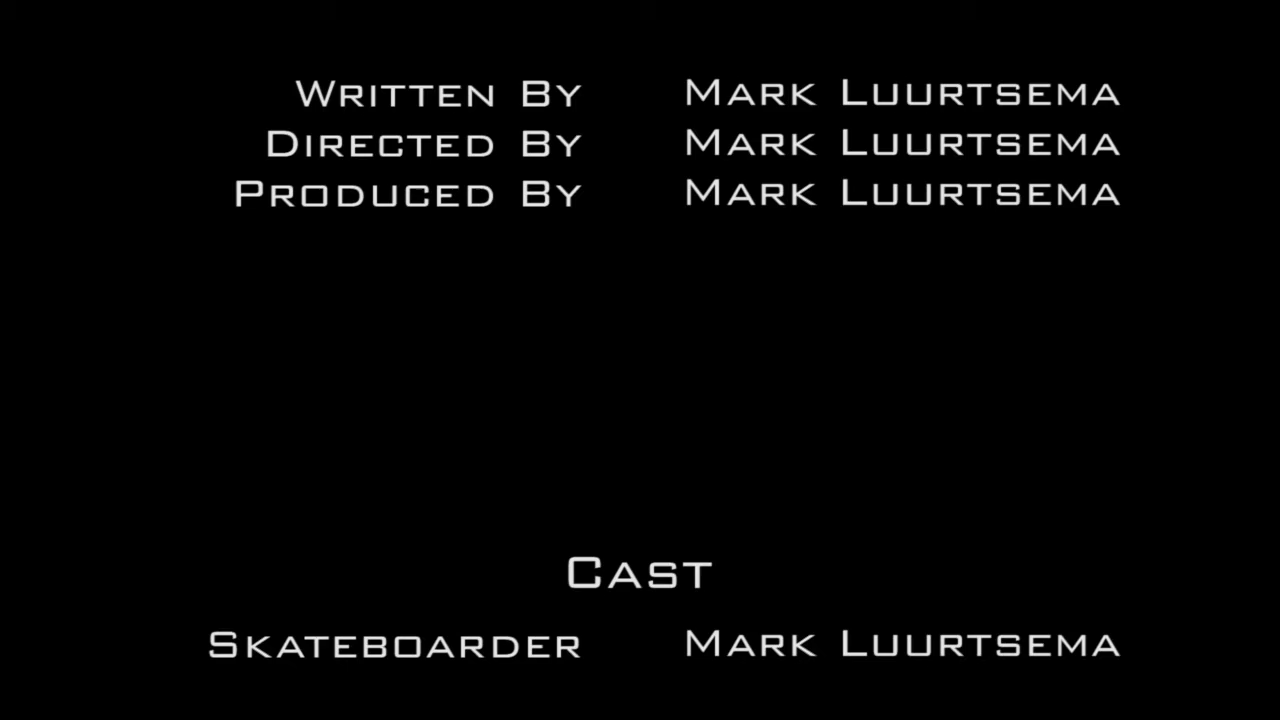 Written By Mark Luurtsema
Directed By Mark Luurtsema
Produced By Mark Luurtsema
Cast
Skateboarder Mark Luurtsema